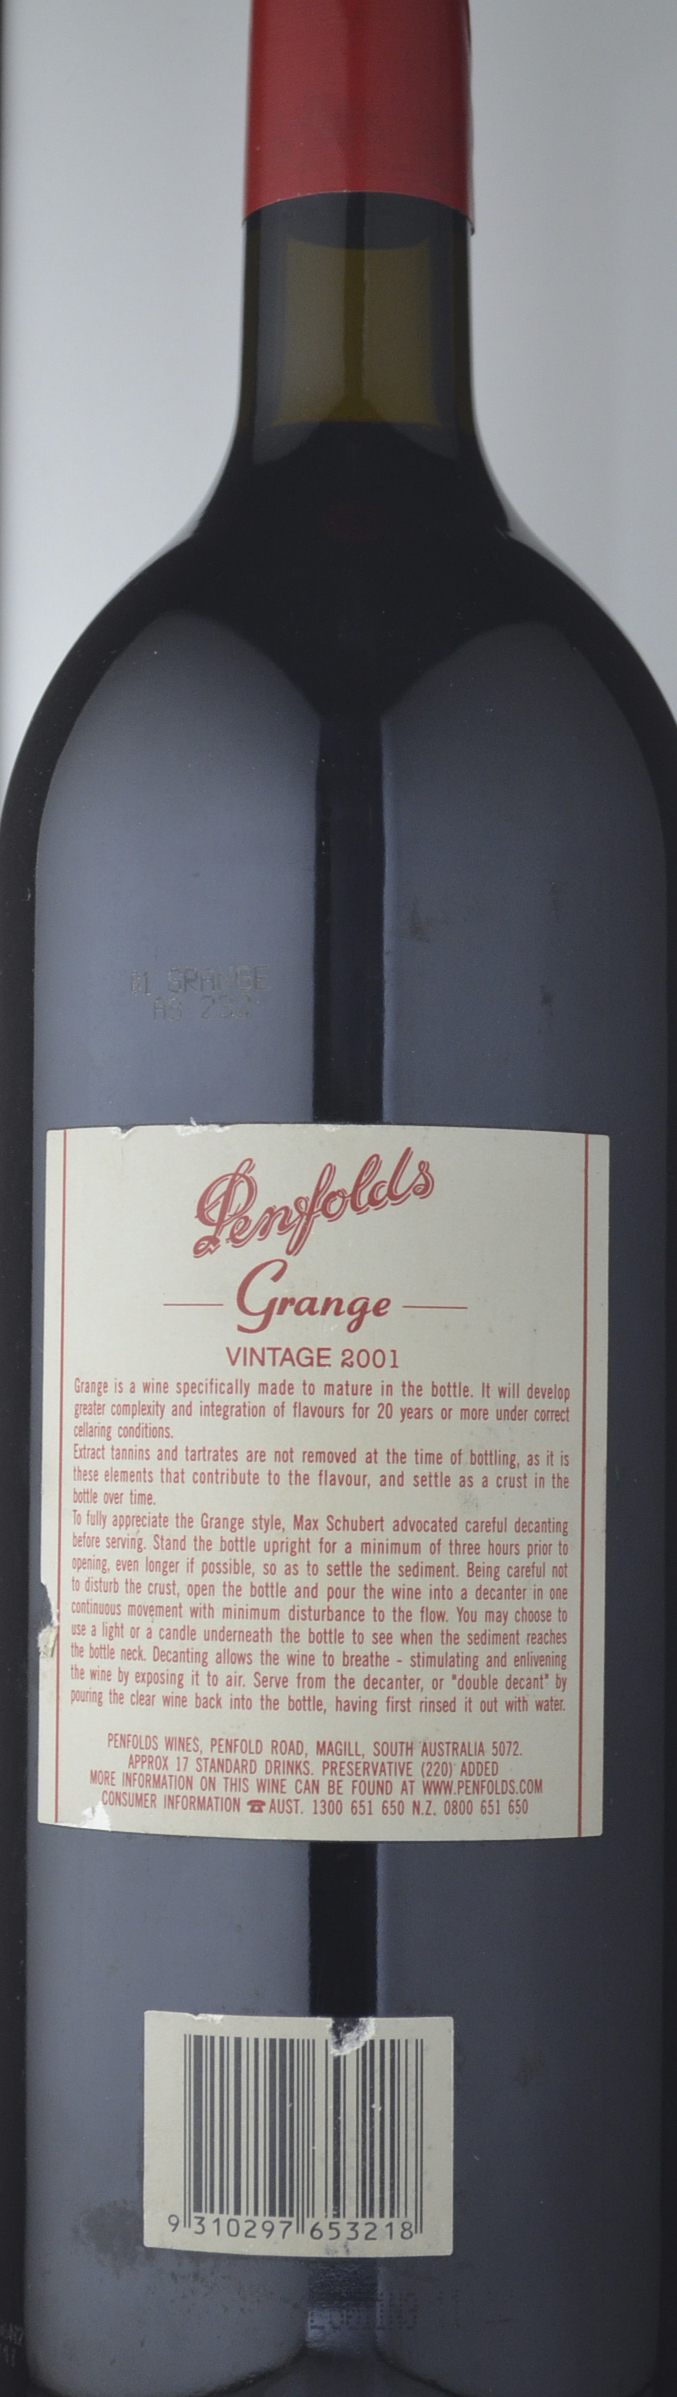 01 GRANGE
AG 232
Penfolds
Grange
VINTAGE 2001
Grange is a wine specifically made to mature in the bottle. It will develop
greater complexity and integration of flavours for 20 years or more under correct
cellaring conditions.
Extract tannins and tartrates are not removed at the time of bottling, as it is
these elements that contribute to the flavour, and settle as a crust in the
bottle over time.
To fully appreciate the Grange style, Max Schubert advocated careful decanting
before serving. Stand the bottle upright for a minimum of three hours prior to
opening, even longer if possible, so as to settle the sediment. Being careful not
to disturb the crust, open the bottle and pour the wine into a decanter in one
continuous movement with minimum disturbance to the flow. You may choose to
use a light or a candle underneath the bottle to see when the sediment reaches
the bottle neck. Decanting allows the wine to breathe - stimulating and enlivening
the wine by exposing it to air. Serve from the decanter, or "double decant" by
pouring the clear wine back into the bottle, having first rinsed it out with water.
PENFOLDS WINES, PENFOLD ROAD, MAGILL, SOUTH AUSTRALIA 5072.
APPROX 17 STANDARD DRINKS. PRESERVATIVE (220) ADDED
MORE INFORMATION ON THIS WINE CAN BE FOUND AT WWW.PENFOLDS.COM
CONSUMER INFORMATION ☎ AUST. 1300 651 650 N.Z. 0800 651 650
9 310297 653218